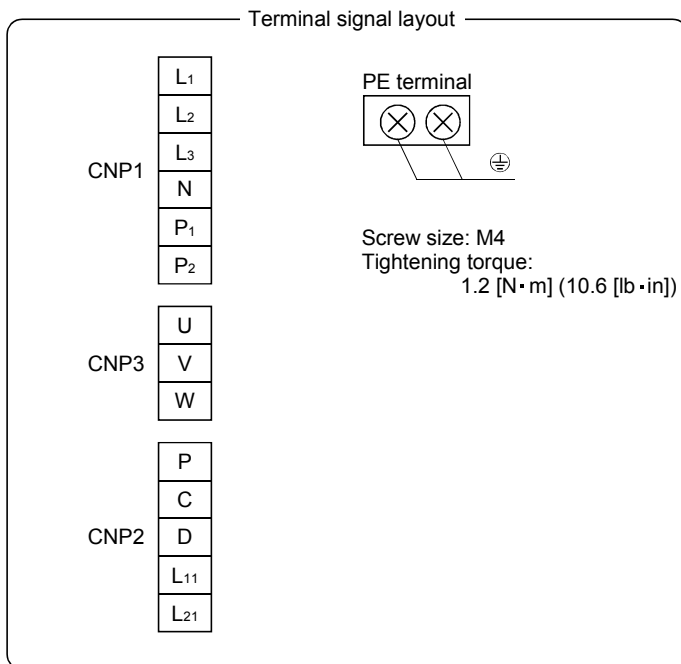 Terminal signal layout
CNP1
L1
L2
L3
N
P1
P2
CNP3
U
V
W
CNP2
P
C
D
L11
L21
PE terminal
Screw size: M4
Tightening torque:
1.2 [N·m] (10.6 [lb·in])